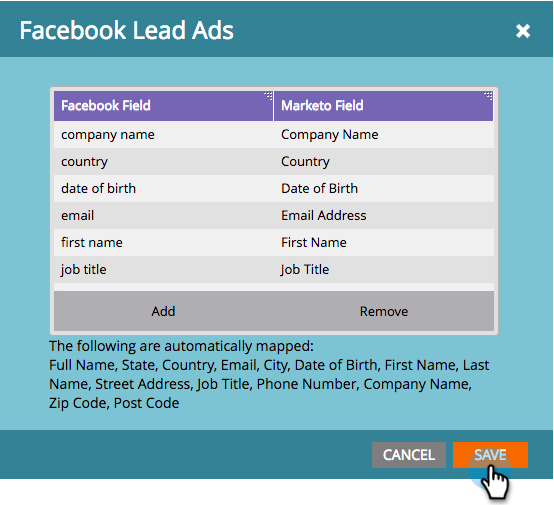 Facebook Lead Ads
Facebook Field Marketo Field
company name Company Name
country Country
date of birth Date of Birth
email Email Address
first name First Name
job title Job Title
Add Remove
The following are automatically mapped:
Full Name, State, Country, Email, City, Date of Birth, First Name, Last
Name, Street Address, Job Title, Phone Number, Company Name,
Zip Code, Post Code
CANCEL SAVE